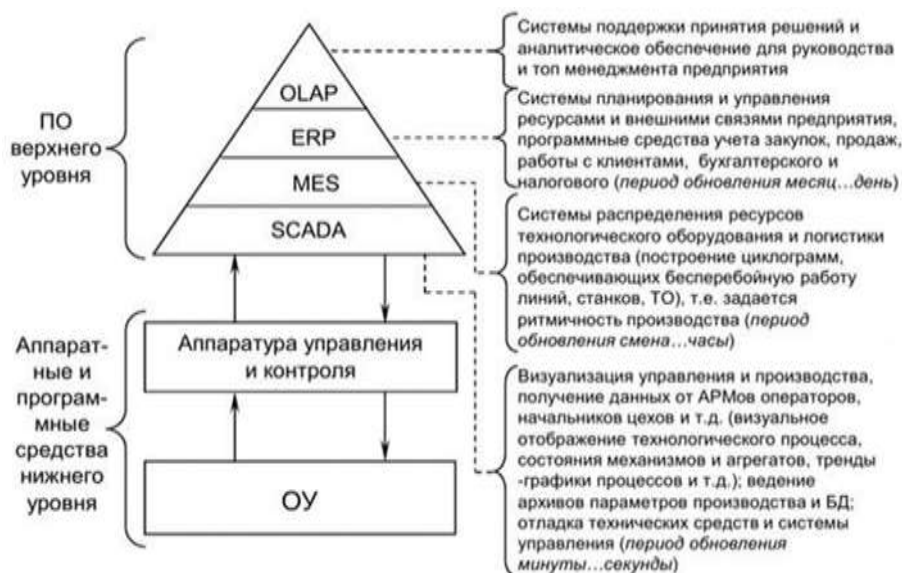 ПО
верхнего
уровня
OLAP
ERP
MES
SCADA
Аппарат-
ные и
програм-
мные
средства
нижнего
уровня
Аппаратура управления
и контроля
ОУ
Системы поддержки принятия решений и
аналитическое обеспечение для руководства
и топ менеджмента предприятия
Системы планирования и управления
ресурсами и внешними связями предприятия,
программные средства учета закупок, продаж,
работы с клиентами, бухгалтерского и
налогового (период обновления месяц...день)
Системы распределения ресурсов
технологического оборудования и логистики
производства (построение циклограмм,
обеспечивающих бесперебойную работу
линий, станков, ТО), т.е. задается
ритмичность производства (период
обновления смена...часы)
Визуализация управления и производства,
получение данных от АРМов операторов,
начальников цехов и т.д. (визуальное
отображение технологического процесса,
состояния механизмов и агрегатов, тренды
-графики процессов и т.д.); ведение
архивов параметров производства и БД;
отладка технических средств и системы
управления (период обновления
минуты...секунды)